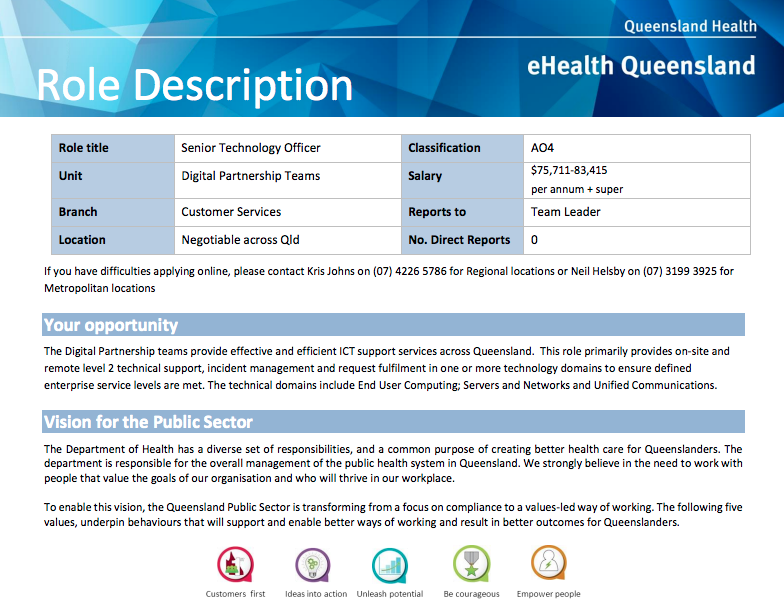 Queensland Health
eHealth Queensland
Role Description
Role title Senior Technology Officer Classification AO4
Unit Digital Partnership Teams Salary $75,711-83,415
per annum + super
Branch Customer Services Reports to Team Leader
Location Negotiable across Qld No. Direct Reports 0
If you have difficulties applying online, please contact Kris Johns on (07) 4226 5786 for Regional locations or Neil Helsby on (07) 3199 3925 for
Metropolitan locations
Your opportunity
The Digital Partnership teams provide effective and efficient ICT support services across Queensland. This role primarily provides on-site and
remote level 2 technical support, incident management and request fulfilment in one or more technology domains to ensure defined
enterprise service levels are met. The technical domains include End User Computing; Servers and Networks and Unified Communications.
Vision for the Public Sector
The Department of Health has a diverse set of responsibilities, and a common purpose of creating better health care for Queenslanders. The
department is responsible for the overall management of the public health system in Queensland. We strongly believe in the need to work with
people that value the goals of our organisation and who will thrive in our workplace.
To enable this vision, the Queensland Public Sector is transforming from a focus on compliance to a values-led way of working. The following five
values, underpin behaviours that will support and enable better ways of working and result in better outcomes for Queenslanders.
Customers first Ideas into action Unleash potential Be courageous Empower people